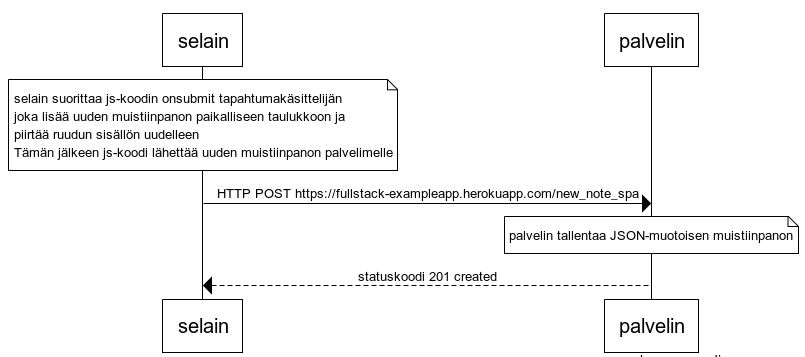 selain
palvelin
selain suorittaa js-koodin onsubmit tapahtumakäsittelijän
joka lisää uuden muistiinpanon paikalliseen taulukkoon ja
piirtää ruudun sisällön uudelleen
Tämän jälkeen js-koodi lähettää uuden muistiinpanon palvelimelle
HTTP POST https://fullstack-exampleapp.herokuapp.com/new_note_spa
palvelin tallentaa JSON-muotoisen muistiinpanon
statuskoodi 201 created
selain
palvelin